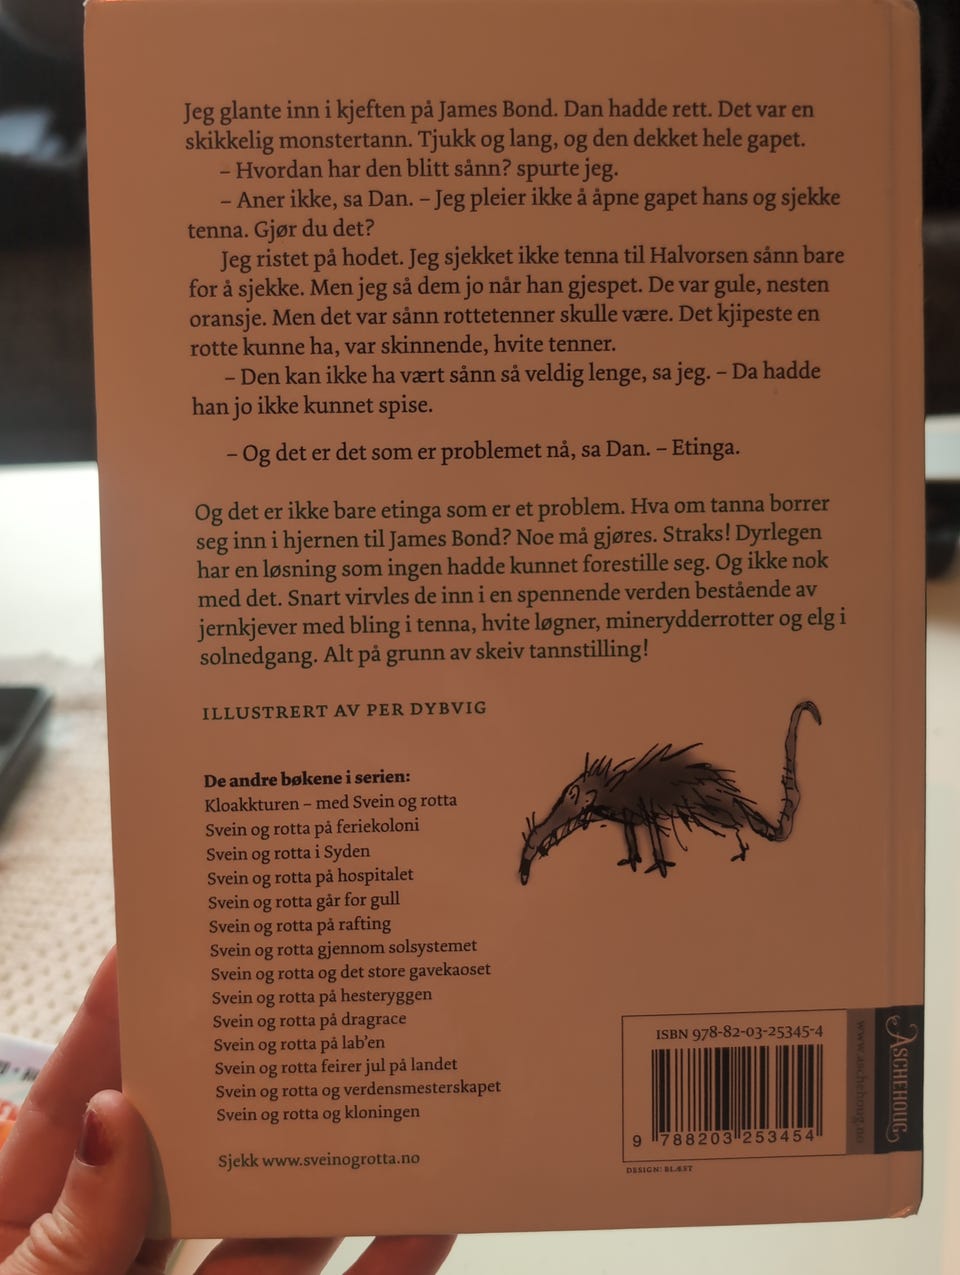 Jeg glante inn i kjeften på James Bond. Dan hadde rett. Det var en
skikkelig monstertann. Tjukk og lang, og den dekket hele gapet.
– Hvordan har den blitt sånn? spurte jeg.
– Aner ikke, sa Dan. – Jeg pleier ikke å åpne gapet hans og sjekke
tenna. Gjør du det?
Jeg ristet på hodet. Jeg sjekket ikke tenna til Halvorsen sånn bare
for å sjekke. Men jeg så dem jo når han gjespet. De var gule, nesten
oransje. Men det var sånn rottetenner skulle være. Det kjipeste en
rotte kunne ha, var skinnende, hvite tenner.
– Den kan ikke ha vært sånn så veldig lenge, sa jeg. – Da hadde
han jo ikke kunnet spise.
– Og det er det som er problemet nå, sa Dan. – Etinga.
Og det er ikke bare etinga som er et problem. Hva om tanna borrer
seg inn i hjernen til James Bond? Noe må gjøres. Straks! Dyrlegen
har en løsning som ingen hadde kunnet forestille seg. Og ikke nok
med det. Snart virvles de inn i en spennende verden bestående av
jernkjever med bling i tenna, hvite løgner, minerydderrotter og elg i
solnedgang. Alt på grunn av skeiv tannstilling!
ILLUSTRERT AV PER DYBVIG
De andre bøkene i serien:
Kloakkturen – med Svein og rotta
Svein og rotta på feriekoloni
Svein og rotta i Syden
Svein og rotta på hospitalet
Svein og rotta går for gull
Svein og rotta på rafting
Svein og rotta gjennom solsystemet
Svein og rotta og det store gavekaoset
Svein og rotta på hesteryggen
Svein og rotta på dragrace
Svein og rotta på lab'en
Svein og rotta feirer jul på landet
Svein og rotta og verdensmesterskapet
Svein og rotta og kloningen
Sjekk www.sveinogrotta.no
ISBN 978-82-03-25345-4
9 788203 253454
DESIGN: BLÆST
www.aschehoug.no
ASCHEHOUG